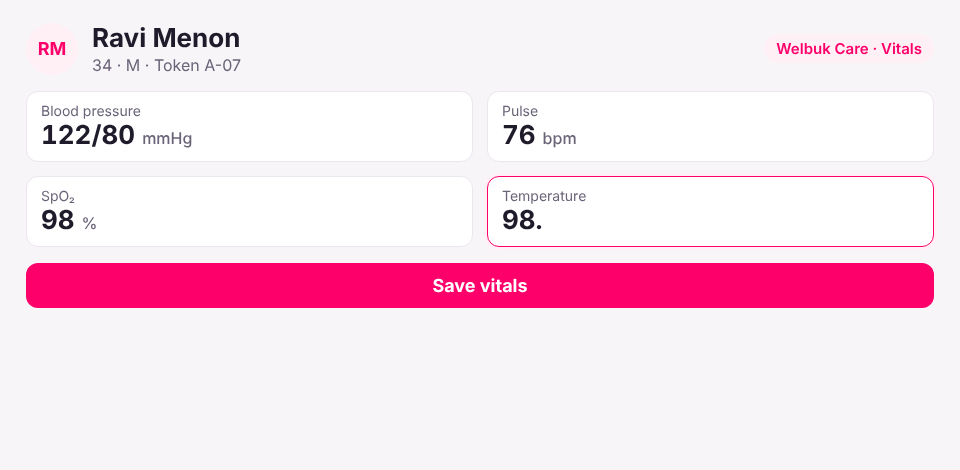 RM
Ravi Menon
34 · M · Token A-07
Welbuk Care · Vitals
Blood pressure
122/80 mmHg
Pulse
76 bpm
SpO₂
98 %
Temperature
98.
Save vitals